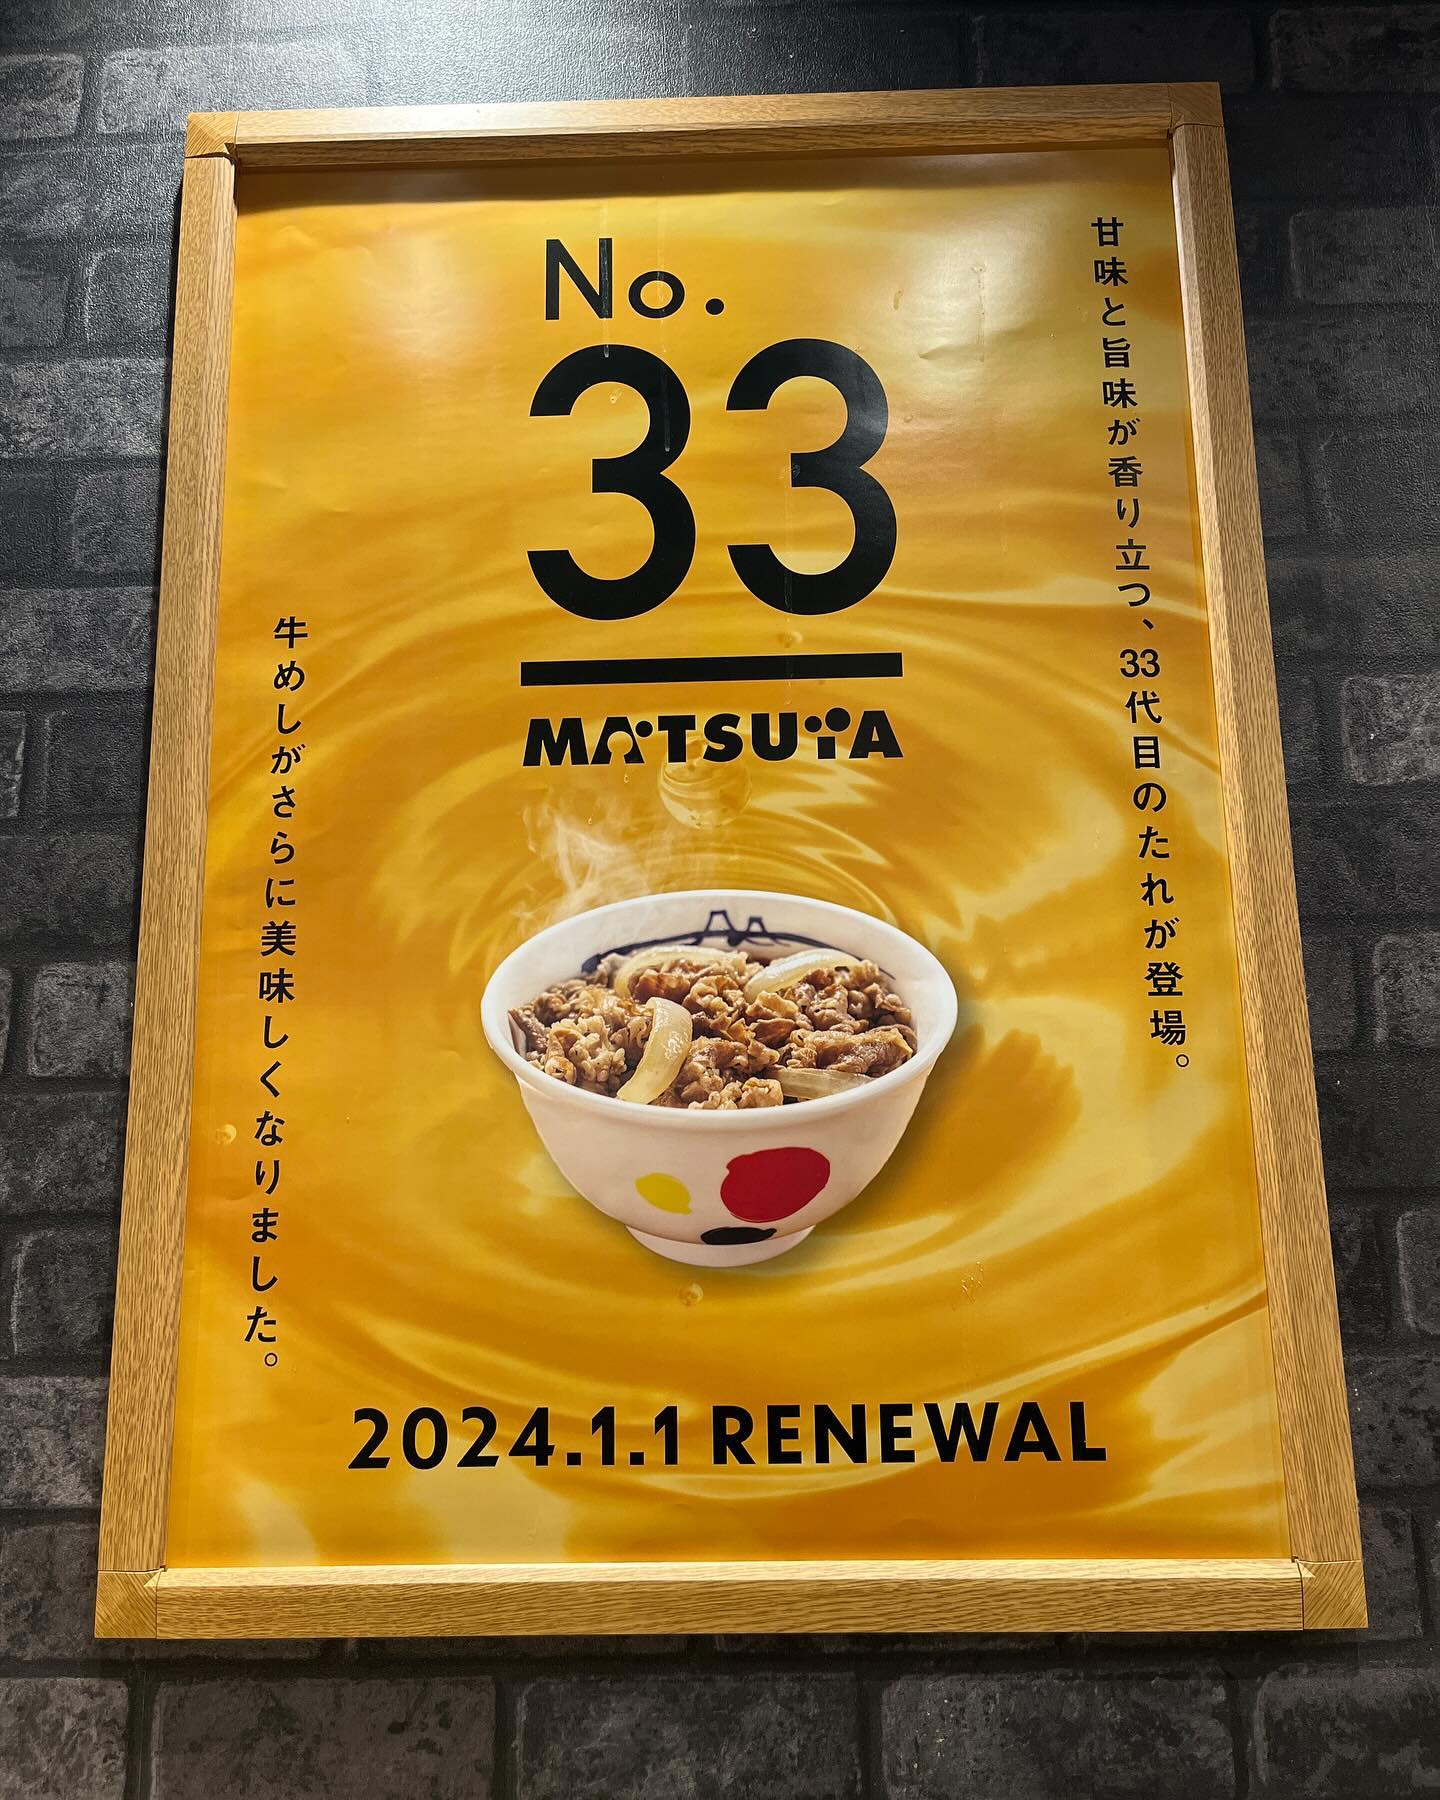 No.
33
MATSUYA
甘味と旨味が香り立つ、33代目のたれが登場。
牛めしがさらに美味しくなりました。
2024.1.1 RENEWAL